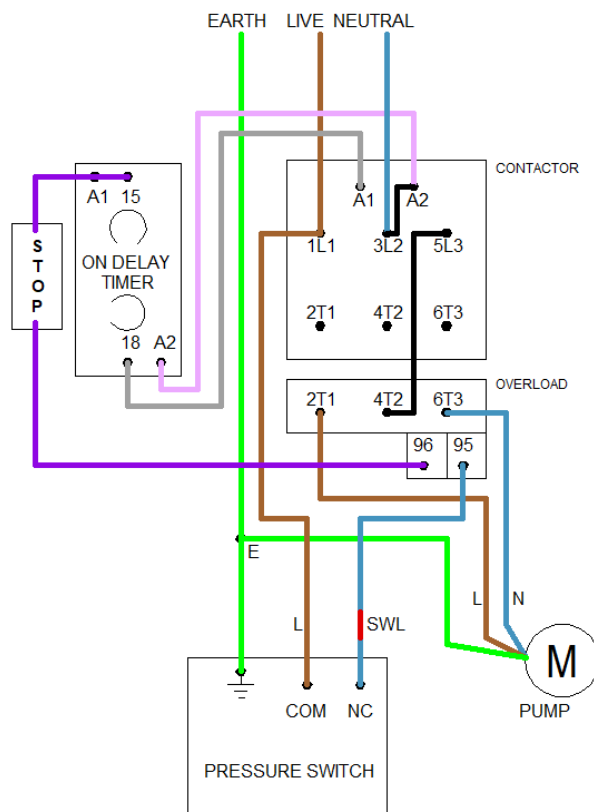 EARTH LIVE NEUTRAL
CONTACTOR
A1 15
A1 A2
STOP
1L1 3L2 5L3
ON DELAY
TIMER
2T1 4T2 6T3
18 A2
OVERLOAD
2T1 4T2 6T3
96 95
E
L N
L SWL
M
COM NC
PUMP
PRESSURE SWITCH